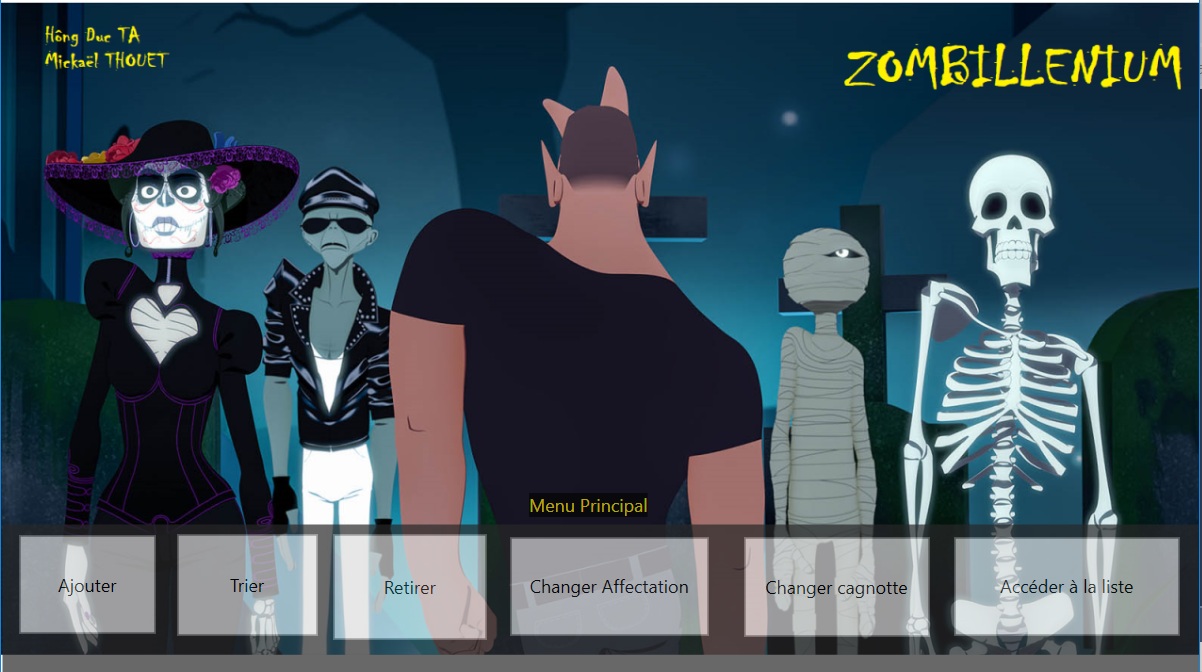 Hông Duc TA
Mickaël THOUET
ZOMBILLENIUM
Menu Principal
Ajouter
Trier
Retirer
Changer Affectation
Changer cagnotte
Accéder à la liste